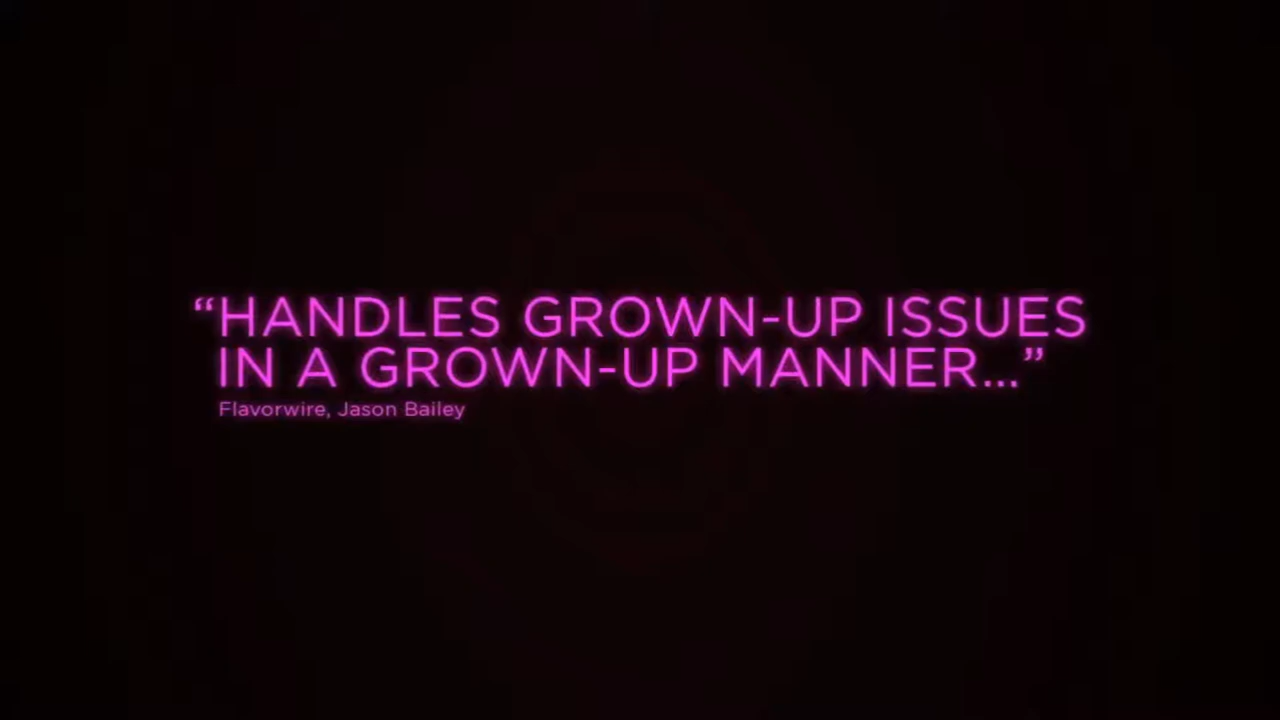 “HANDLES GROWN-UP ISSUES
IN A GROWN-UP MANNER...”
Flavorwire, Jason Bailey